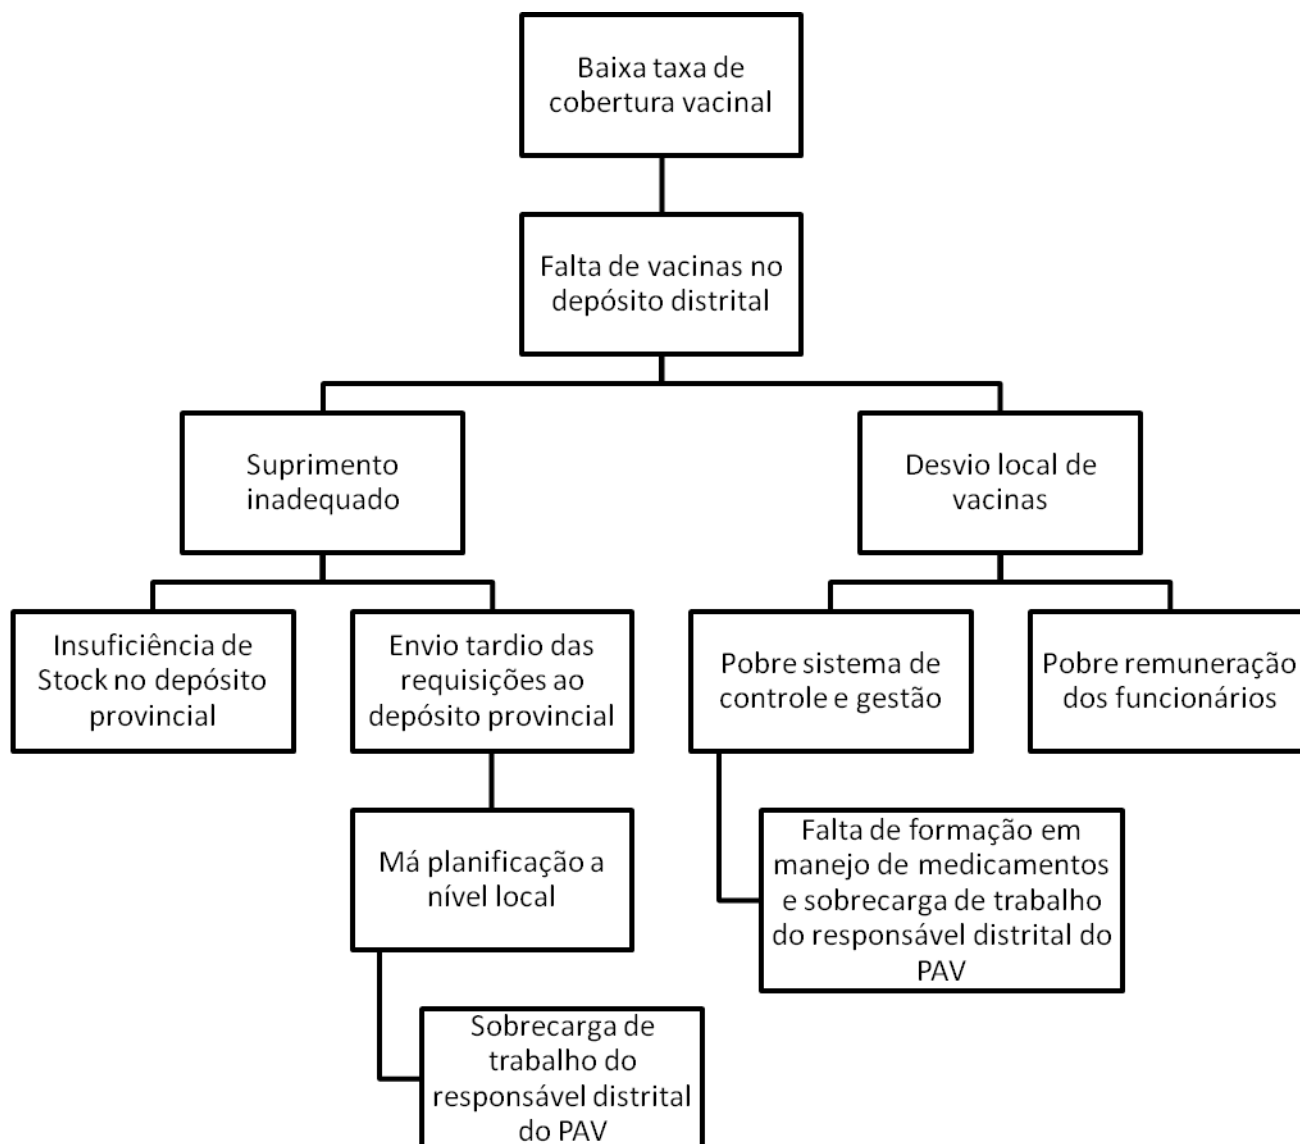 Baixa taxa de
cobertura vacinal
Falta de vacinas no
depósito distrital
Suprimento
inadequado
Desvio local de
vacinas
Insuficiência de
Stock no depósito
provincial
Envio tardio das
requisições ao
depósito provincial
Pobre sistema de
controle e gestão
Pobre remuneração
dos funcionários
Má planificação a
nível local
Falta de formação em
manejo de medicamentos
e sobrecarga de trabalho
do responsável distrital do
PAV
Sobrecarga de
trabalho do
responsável distrital
do PAV